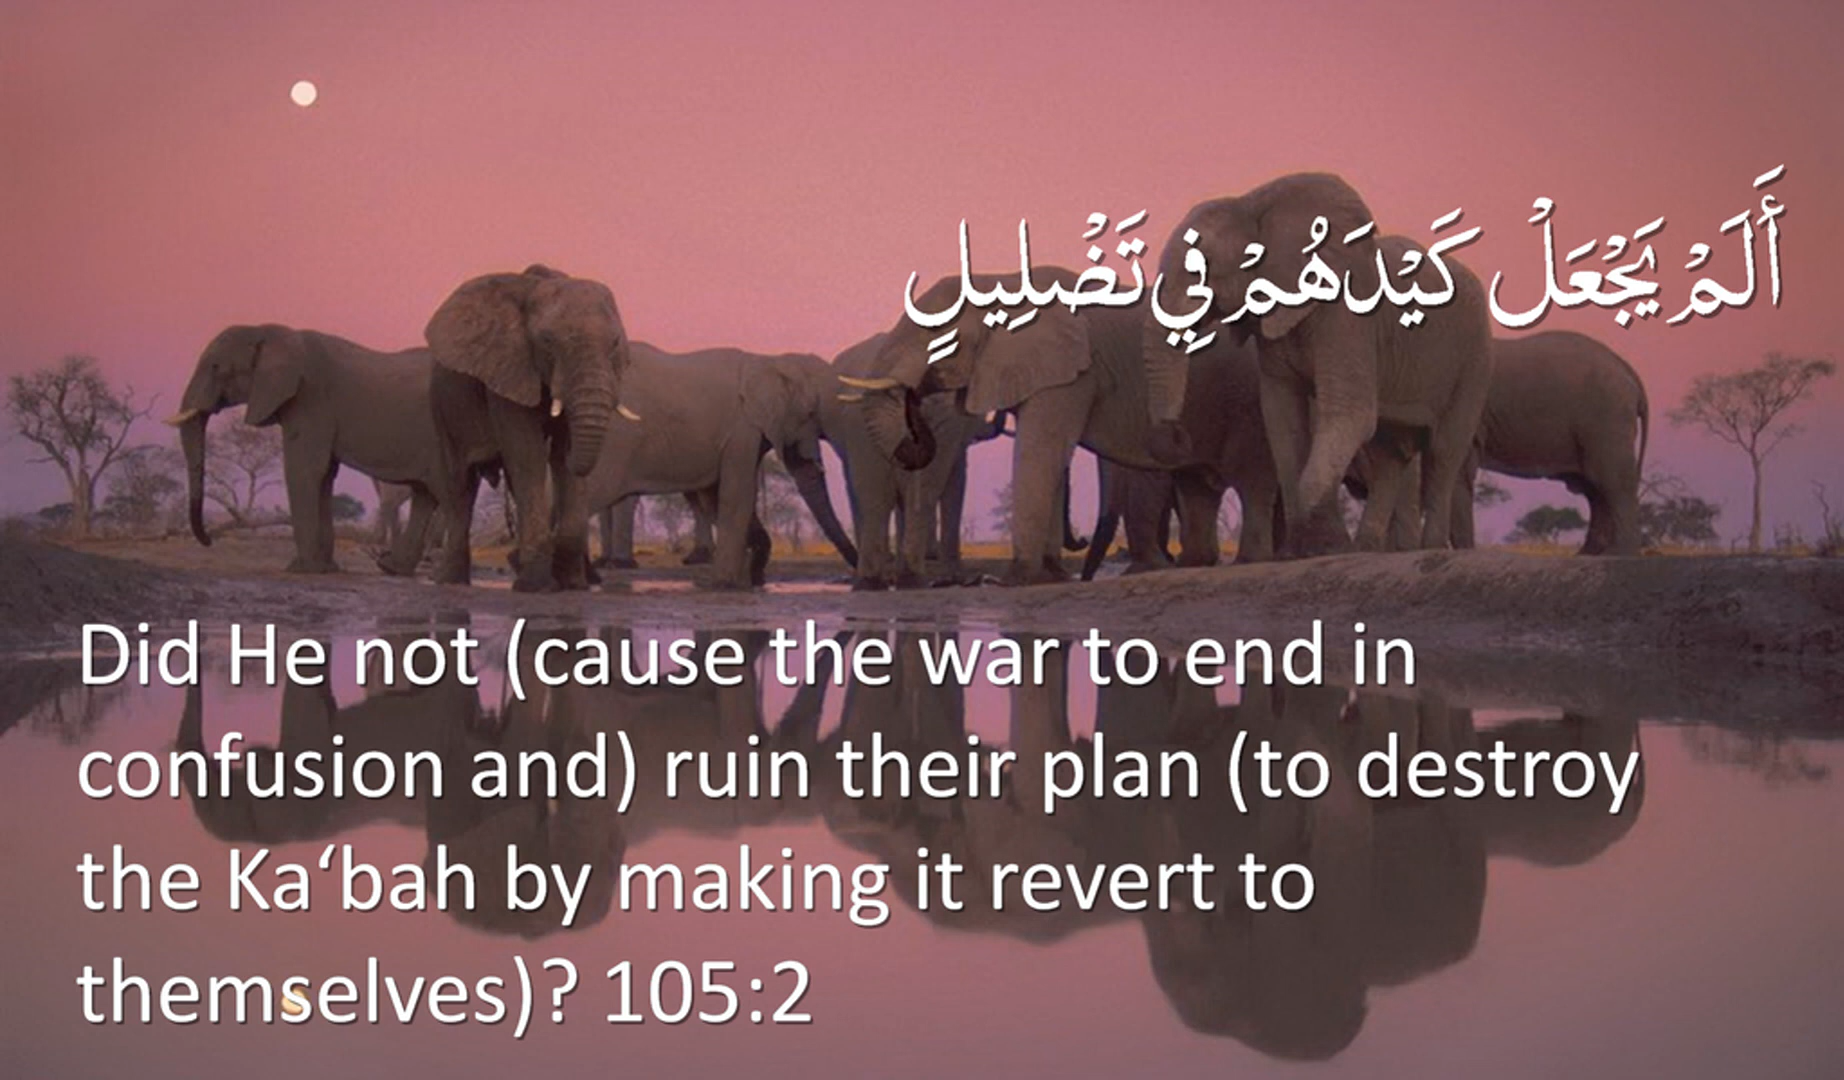 أَلَمْ يَجْعَلْ كَيْدَهُمْ فِي تَضْلِيلٍ
Did He not (cause the war to end in
confusion and) ruin their plan (to destroy
the Ka‘bah by making it revert to
themselves)? 105:2